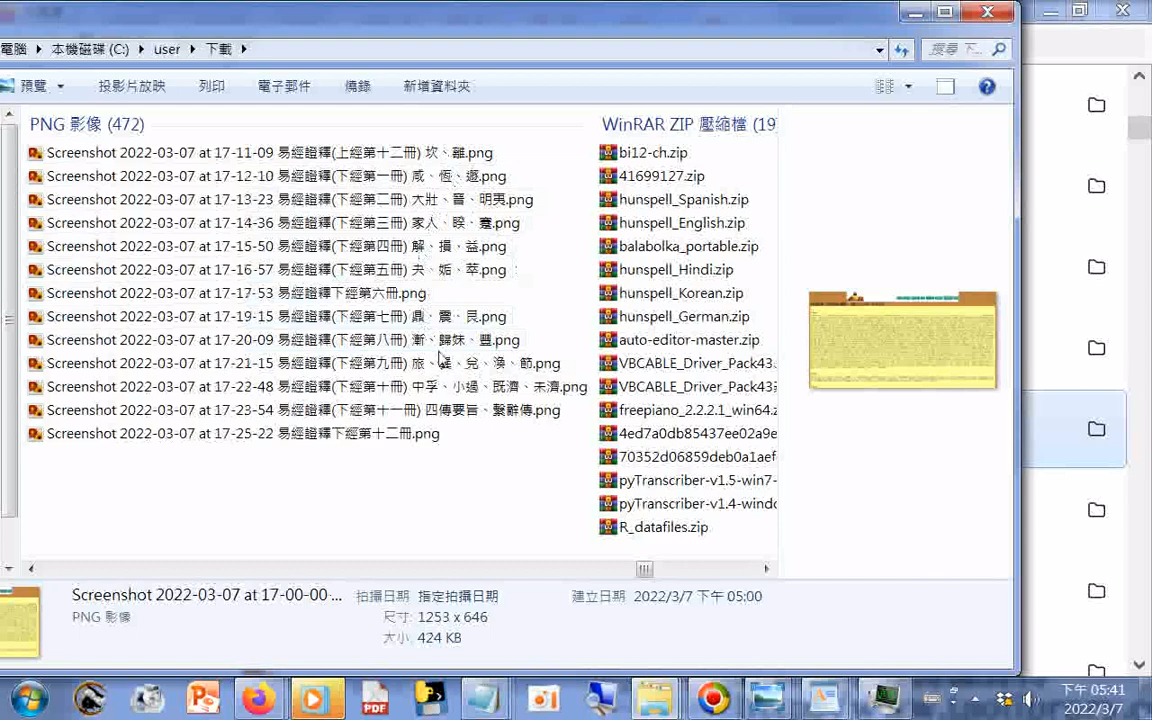 電腦 ▸ 本機磁碟 (C:) ▸ user ▸ 下載 ▸
搜尋 下...
預覽 投影片放映 列印 電子郵件 燒錄 新增資料夾
PNG 影像 (472)
Screenshot 2022-03-07 at 17-11-09 易經證釋(上經第十二冊) 坎、離.png
Screenshot 2022-03-07 at 17-12-10 易經證釋(下經第一冊) 咸、恆、遯.png
Screenshot 2022-03-07 at 17-13-23 易經證釋(下經第二冊) 大壯、晉、明夷.png
Screenshot 2022-03-07 at 17-14-36 易經證釋(下經第三冊) 家人、睽、蹇.png
Screenshot 2022-03-07 at 17-15-50 易經證釋(下經第四冊) 解、損、益.png
Screenshot 2022-03-07 at 17-16-57 易經證釋(下經第五冊) 夬、姤、萃.png
Screenshot 2022-03-07 at 17-17-53 易經證釋下經第六冊.png
Screenshot 2022-03-07 at 17-19-15 易經證釋(下經第七冊) 鼎、震、艮.png
Screenshot 2022-03-07 at 17-20-09 易經證釋(下經第八冊) 漸、歸妹、豐.png
Screenshot 2022-03-07 at 17-21-15 易經證釋(下經第九冊) 旅、巽、兌、渙、節.png
Screenshot 2022-03-07 at 17-22-48 易經證釋(下經第十冊) 中孚、小過、既濟、未濟.png
Screenshot 2022-03-07 at 17-23-54 易經證釋(下經第十一冊) 四傳要旨、繫辭傳.png
Screenshot 2022-03-07 at 17-25-22 易經證釋下經第十二冊.png
WinRAR ZIP 壓縮檔 (19)
bi12-ch.zip
41699127.zip
hunspell_Spanish.zip
hunspell_English.zip
balabolka_portable.zip
hunspell_Hindi.zip
hunspell_Korean.zip
hunspell_German.zip
auto-editor-master.zip
VBCABLE_Driver_Pack43.
VBCABLE_Driver_Pack43
freepiano_2.2.2.1_win64.z
4ed7a0db85437ee02a9e
70352d06859deb0a1aef
pyTranscriber-v1.5-win7-
pyTranscriber-v1.4-windo
R_datafiles.zip
Screenshot 2022-03-07 at 17-00-00 ... 拍攝日期 指定拍攝日期 建立日期 2022/3/7 下午 05:00
PNG 影像 尺寸: 1253 x 646
大小: 424 KB
下午 05:41
2022/3/7